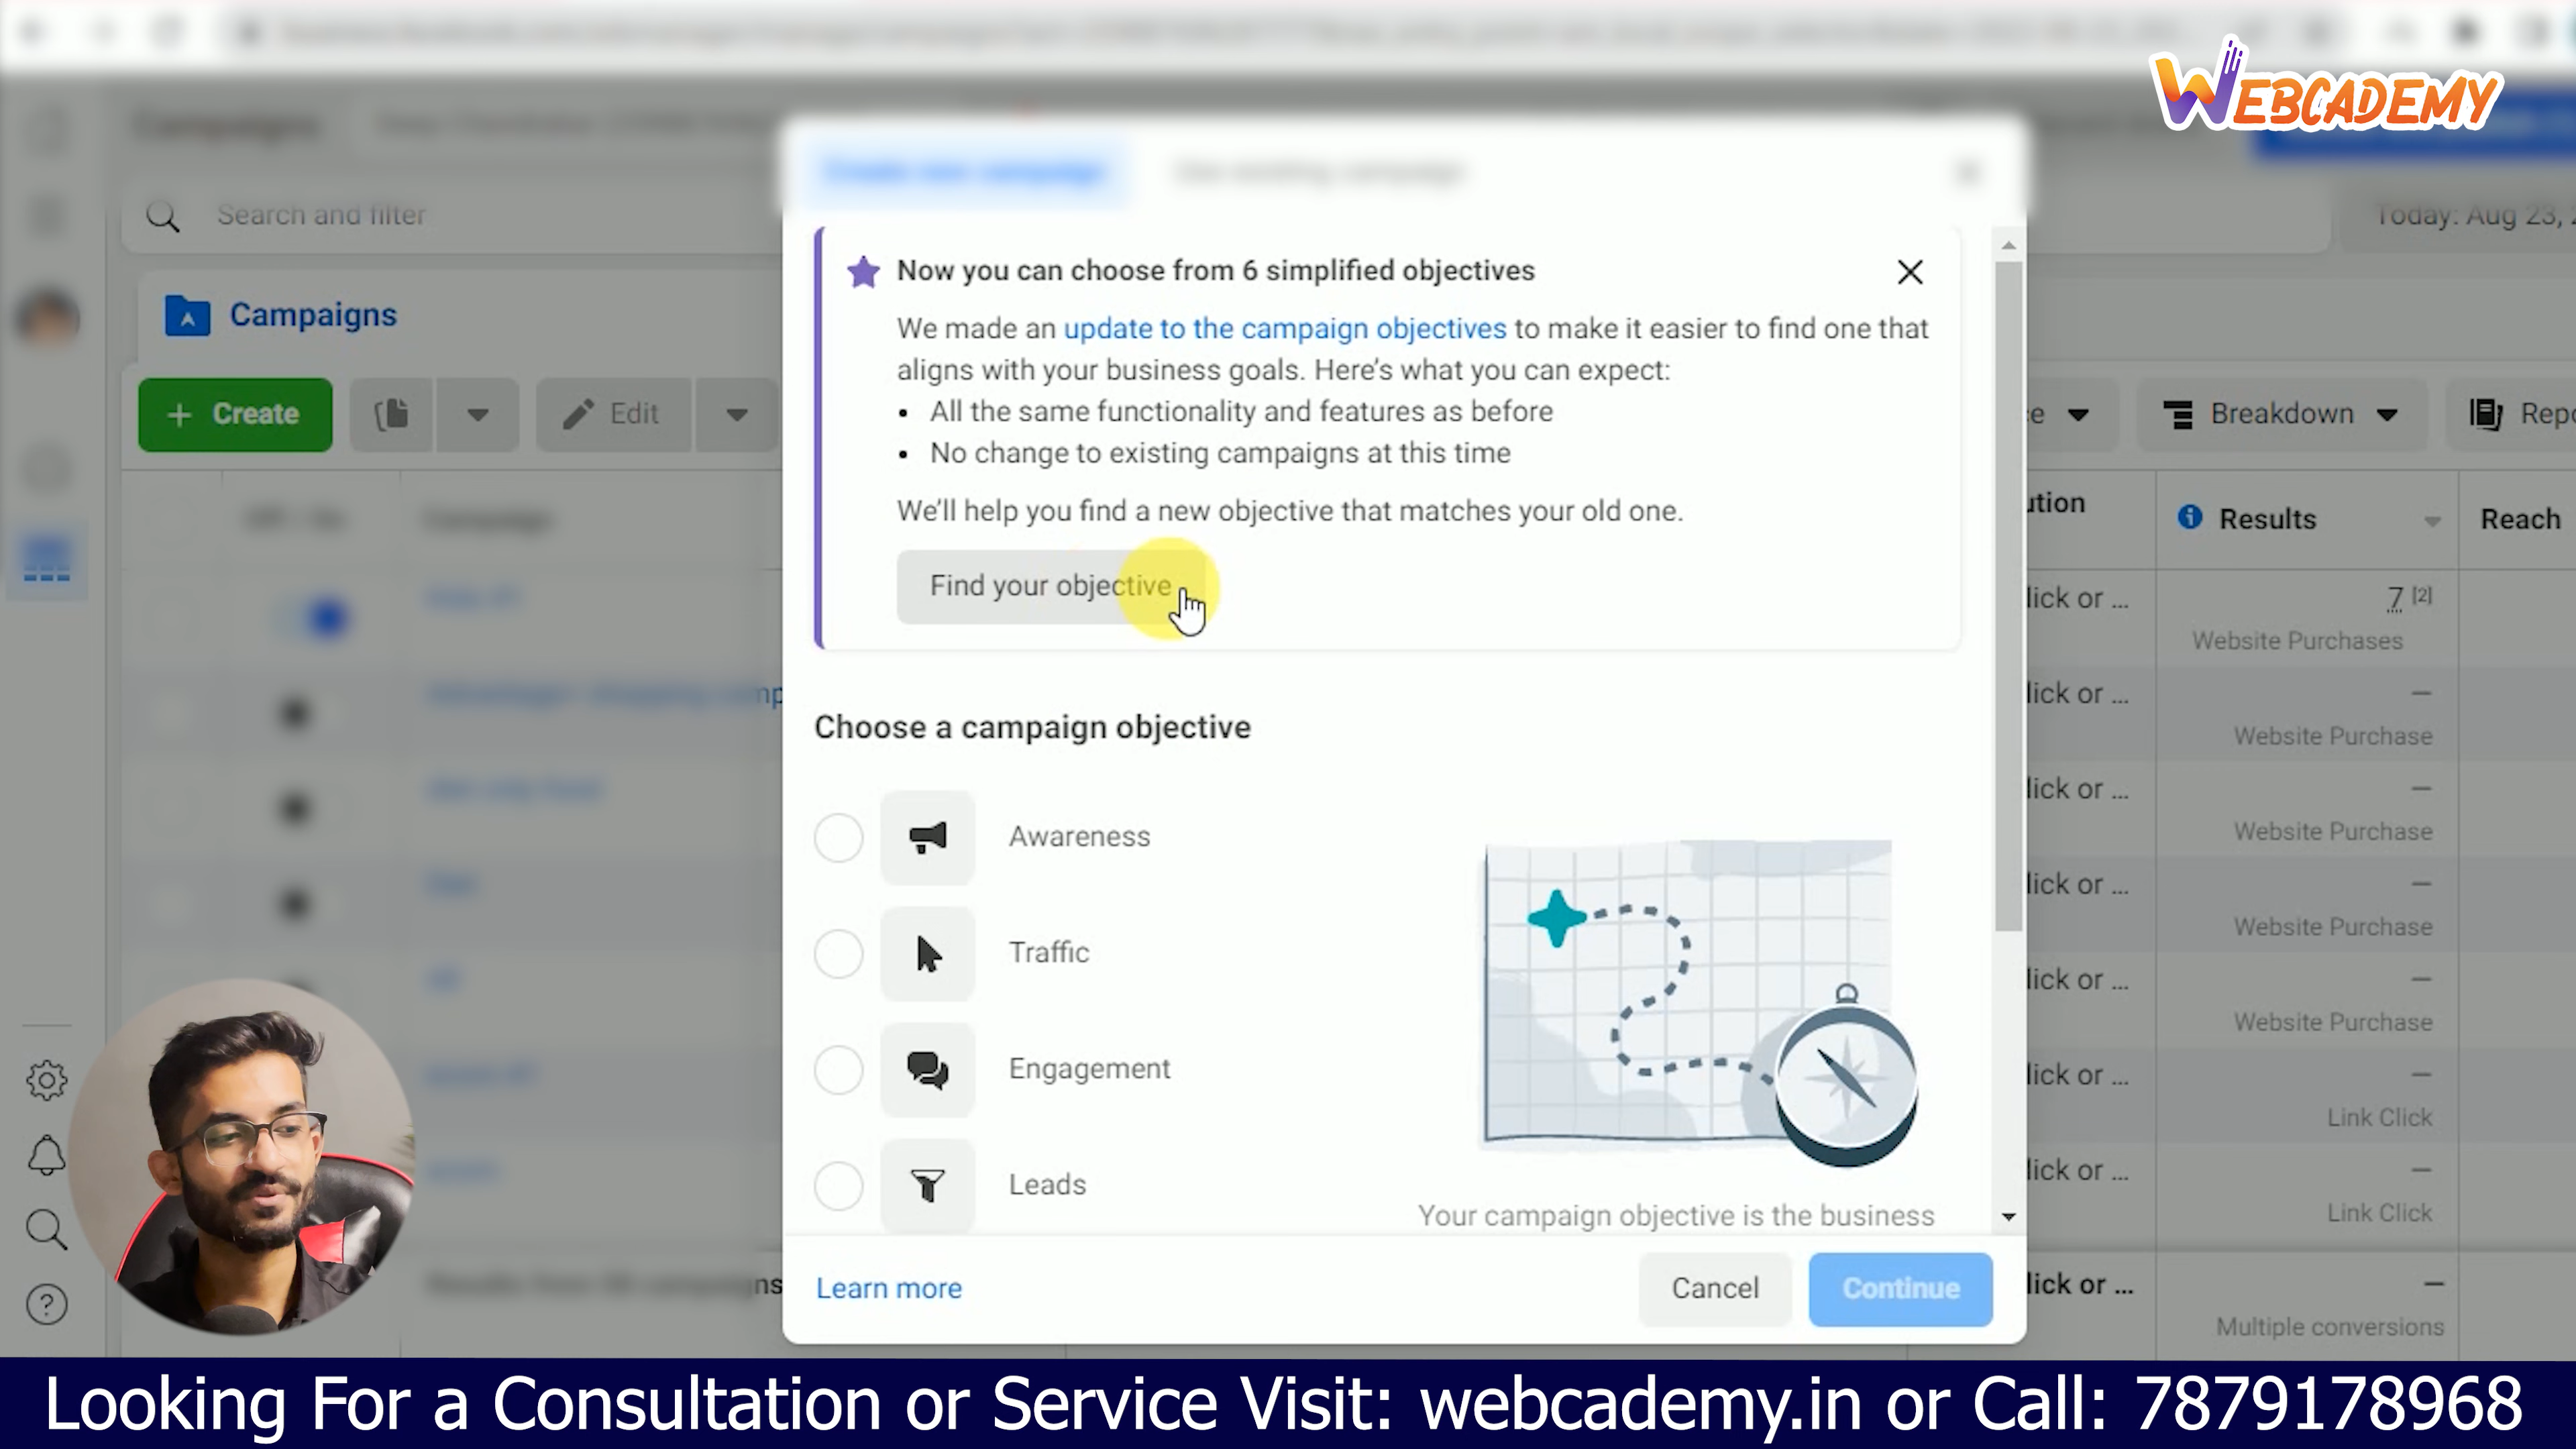 WEBCADEMY
Search and filter
Today: Aug 23,
Campaigns
Create
Edit
Breakdown
Now you can choose from 6 simplified objectives
We made an update to the campaign objectives to make it easier to find one that
aligns with your business goals. Here's what you can expect:
• All the same functionality and features as before
• No change to existing campaigns at this time
We'll help you find a new objective that matches your old one.
Find your objective
Choose a campaign objective
Awareness
Traffic
Engagement
Leads
Your campaign objective is the business
Learn more
Cancel
Continue
Results
Reach
lick or ...
7 [2]
Website Purchases
lick or ...
—
Website Purchase
lick or ...
—
Website Purchase
lick or ...
—
Website Purchase
lick or ...
—
Website Purchase
lick or ...
—
Link Click
lick or ...
—
Link Click
lick or ...
—
Multiple conversions
Looking For a Consultation or Service Visit: webcademy.in or Call: 7879178968